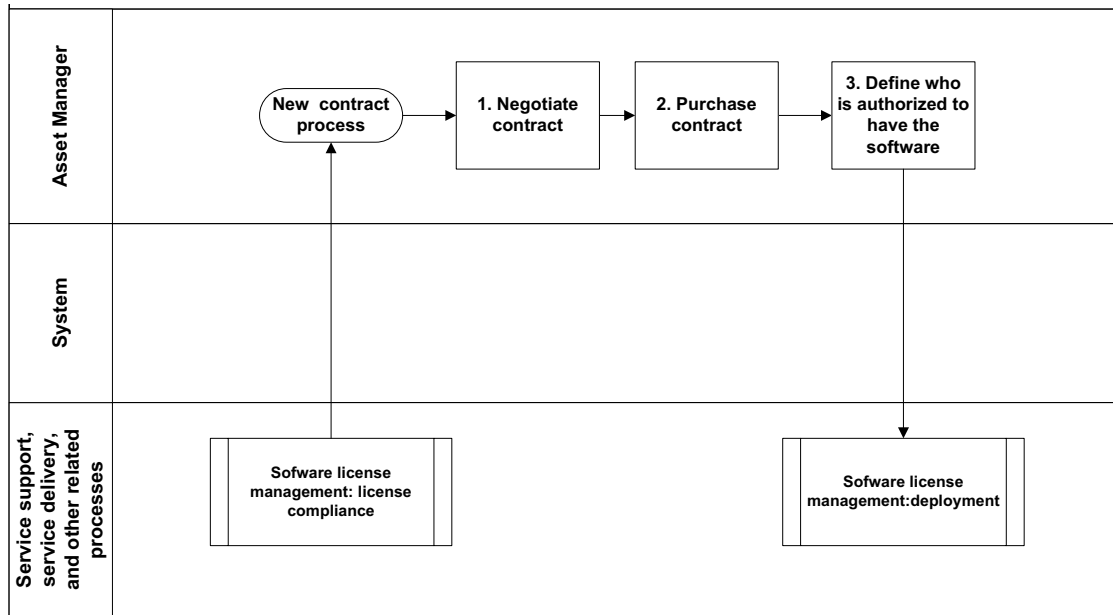 Asset Manager
New contract
process
1. Negotiate
contract
2. Purchase
contract
3. Define who
is authorized to
have the
software
System
Service support,
service delivery,
and other related
processes
Sofware license
management: license
compliance
Sofware license
management:deployment